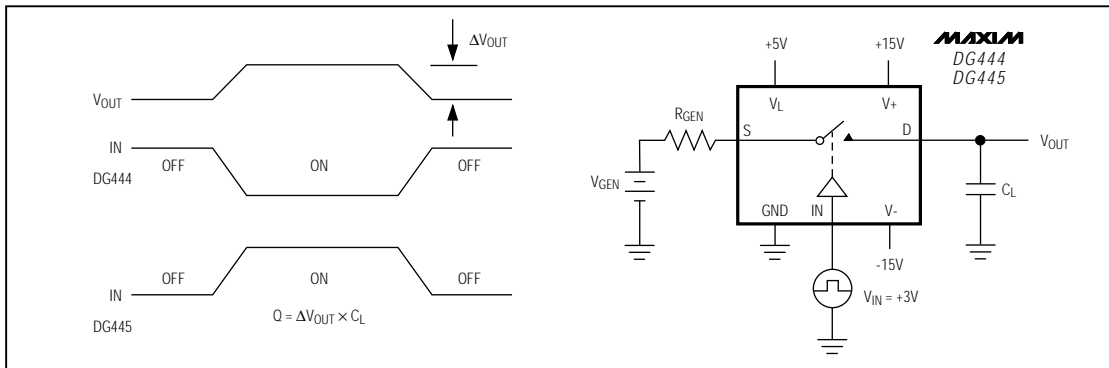 ΔVOUT
VOUT
IN
OFF ON OFF
DG444
OFF ON OFF
IN
DG445
Q = ΔVOUT × CL
+5V +15V
MAXIM
DG444
DG445
VL V+
RGEN
S D
VOUT
VGEN
CL
GND IN V-
-15V
VIN = +3V